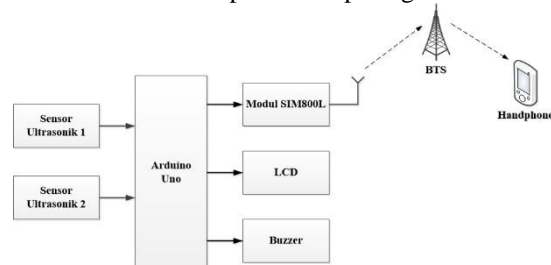 BTS
Modul SIM800L
Handphone
Sensor
Ultrasonik 1
Arduino
Uno
LCD
Sensor
Ultrasonik 2
Buzzer